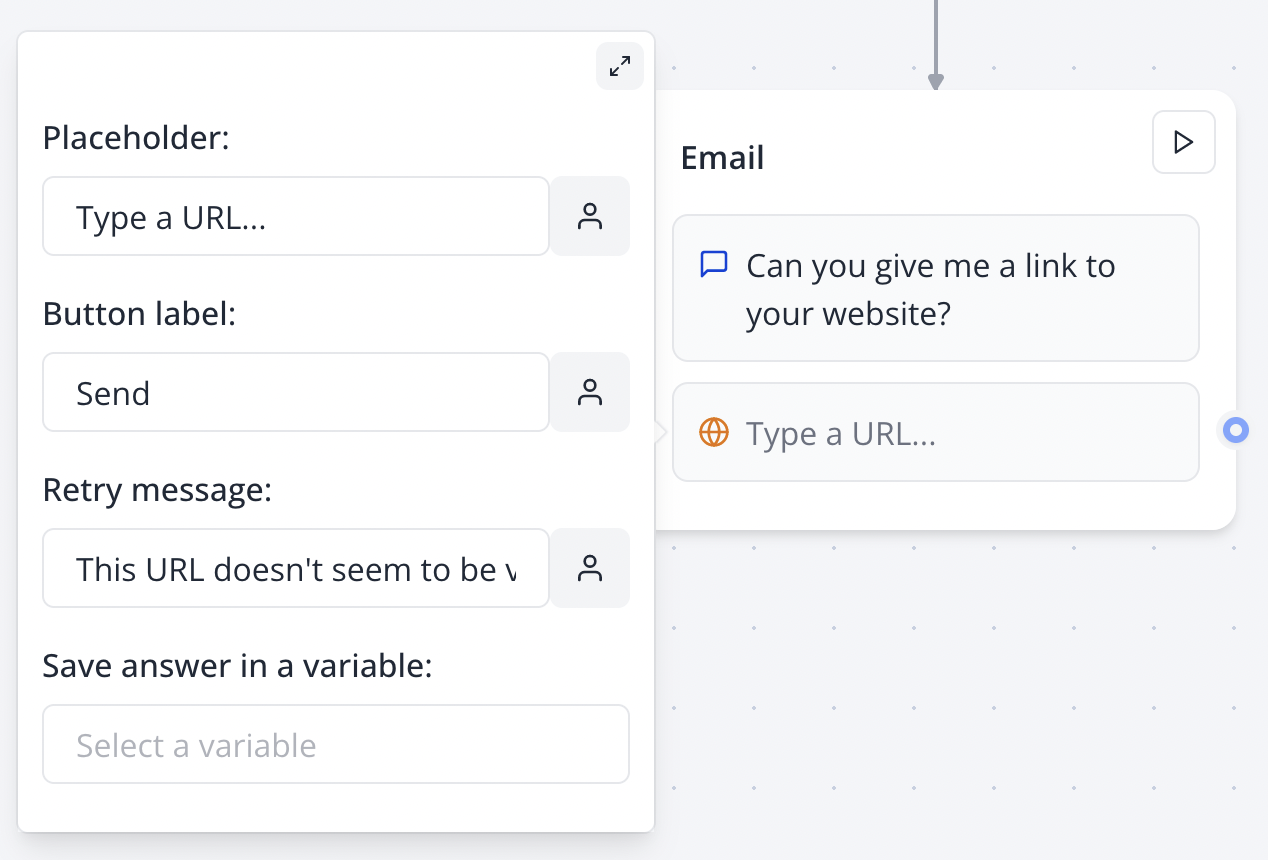 Placeholder:
Type a URL...
Button label:
Send
Retry message:
This URL doesn't seem to be
Save answer in a variable:
Select a variable
Email
Can you give me a link to
your website?
Type a URL...